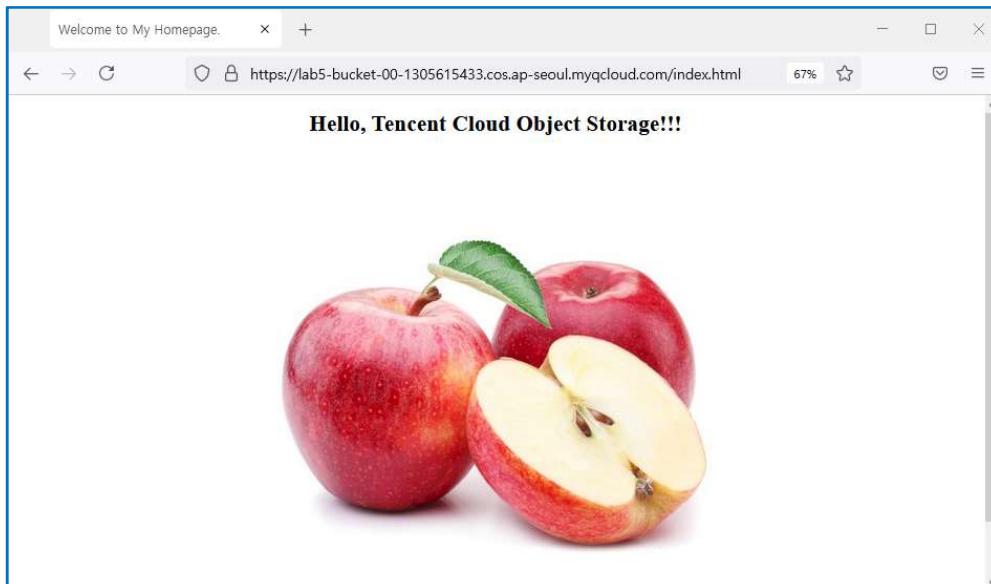 Welcome to My Homepage.
https://lab5-bucket-00-1305615433.cos.ap-seoul.myqcloud.com/index.html
67%
Hello, Tencent Cloud Object Storage!!!